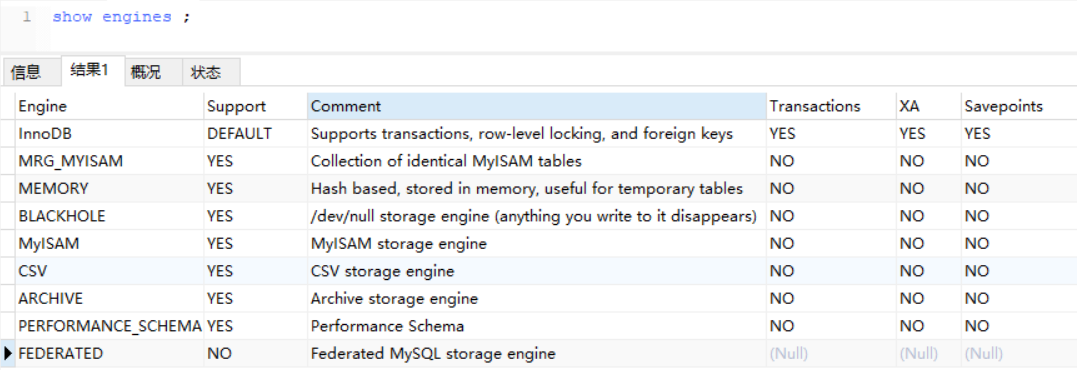 1 show engines ;
信息 结果1 概况 状态
Engine Support Comment Transactions XA Savepoints
InnoDB DEFAULT Supports transactions, row-level locking, and foreign keys YES YES YES
MRG_MYISAM YES Collection of identical MyISAM tables NO NO NO
MEMORY YES Hash based, stored in memory, useful for temporary tables NO NO NO
BLACKHOLE YES /dev/null storage engine (anything you write to it disappears) NO NO NO
MyISAM YES MyISAM storage engine NO NO NO
CSV YES CSV storage engine NO NO NO
ARCHIVE YES Archive storage engine NO NO NO
PERFORMANCE_SCHEMA YES Performance Schema NO NO NO
FEDERATED NO Federated MySQL storage engine (Null) (Null) (Null)